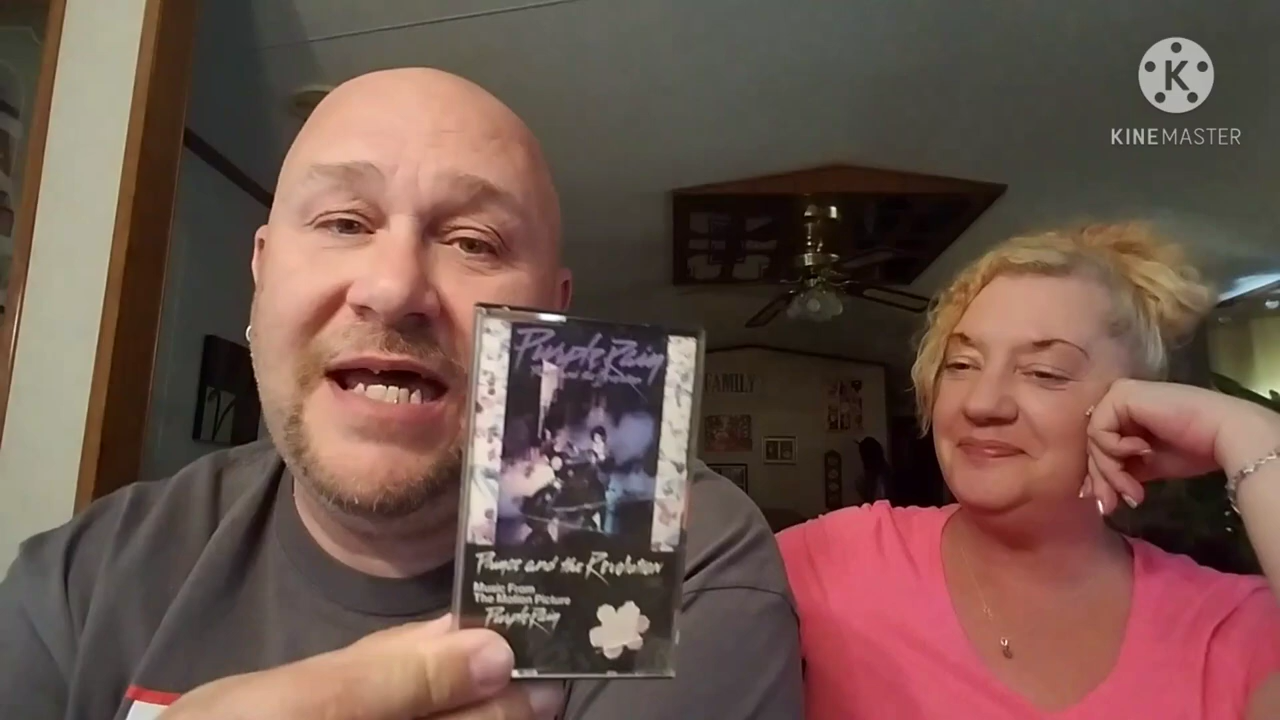 K
KINEMASTER
FAMILY
Purple Rain
Prince and the Revolution
Music From
The Motion Picture
Purple Rain